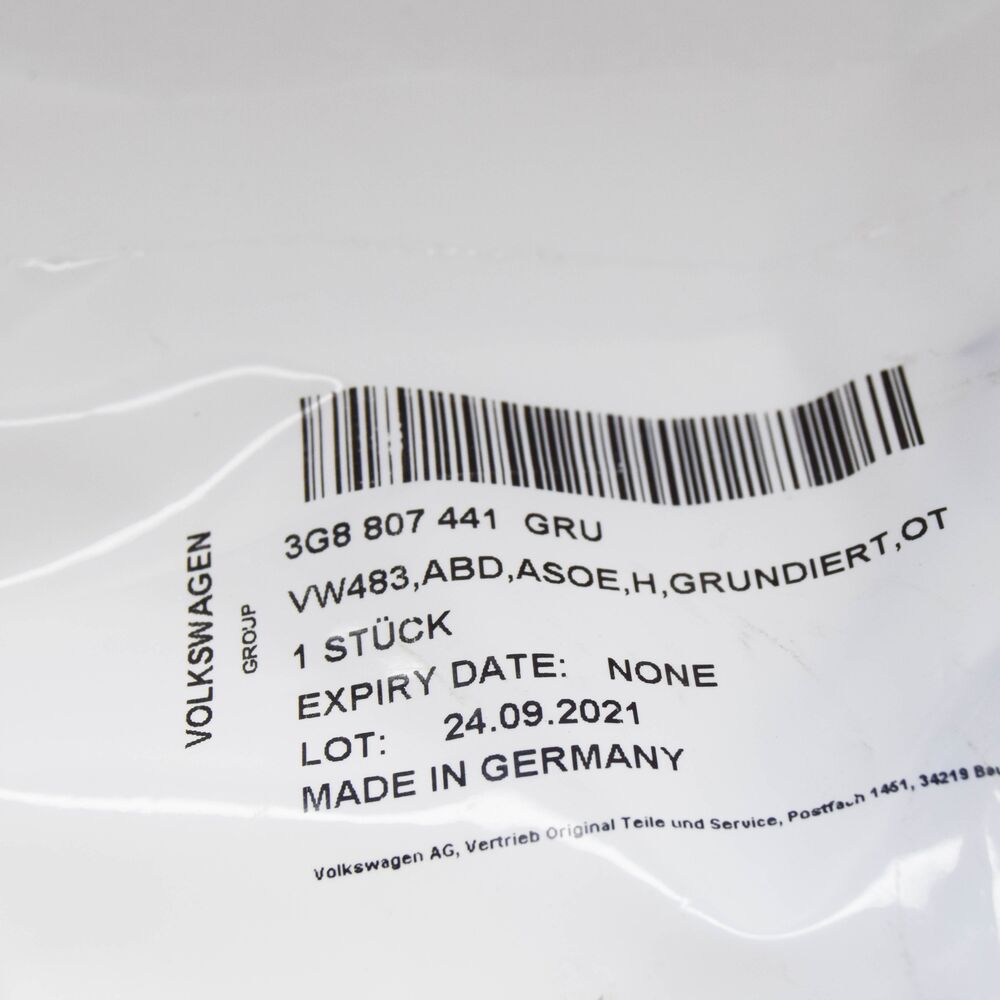 VOLKSWAGEN
GROUP
3G8 807 441 GRU
VW483,ABD,ASOE,H,GRUNDIERT,OT
1 STÜCK
EXPIRY DATE: NONE
LOT: 24.09.2021
MADE IN GERMANY
Volkswagen AG, Vertrieb Original Teile und Service, Postfach 1451, 34219